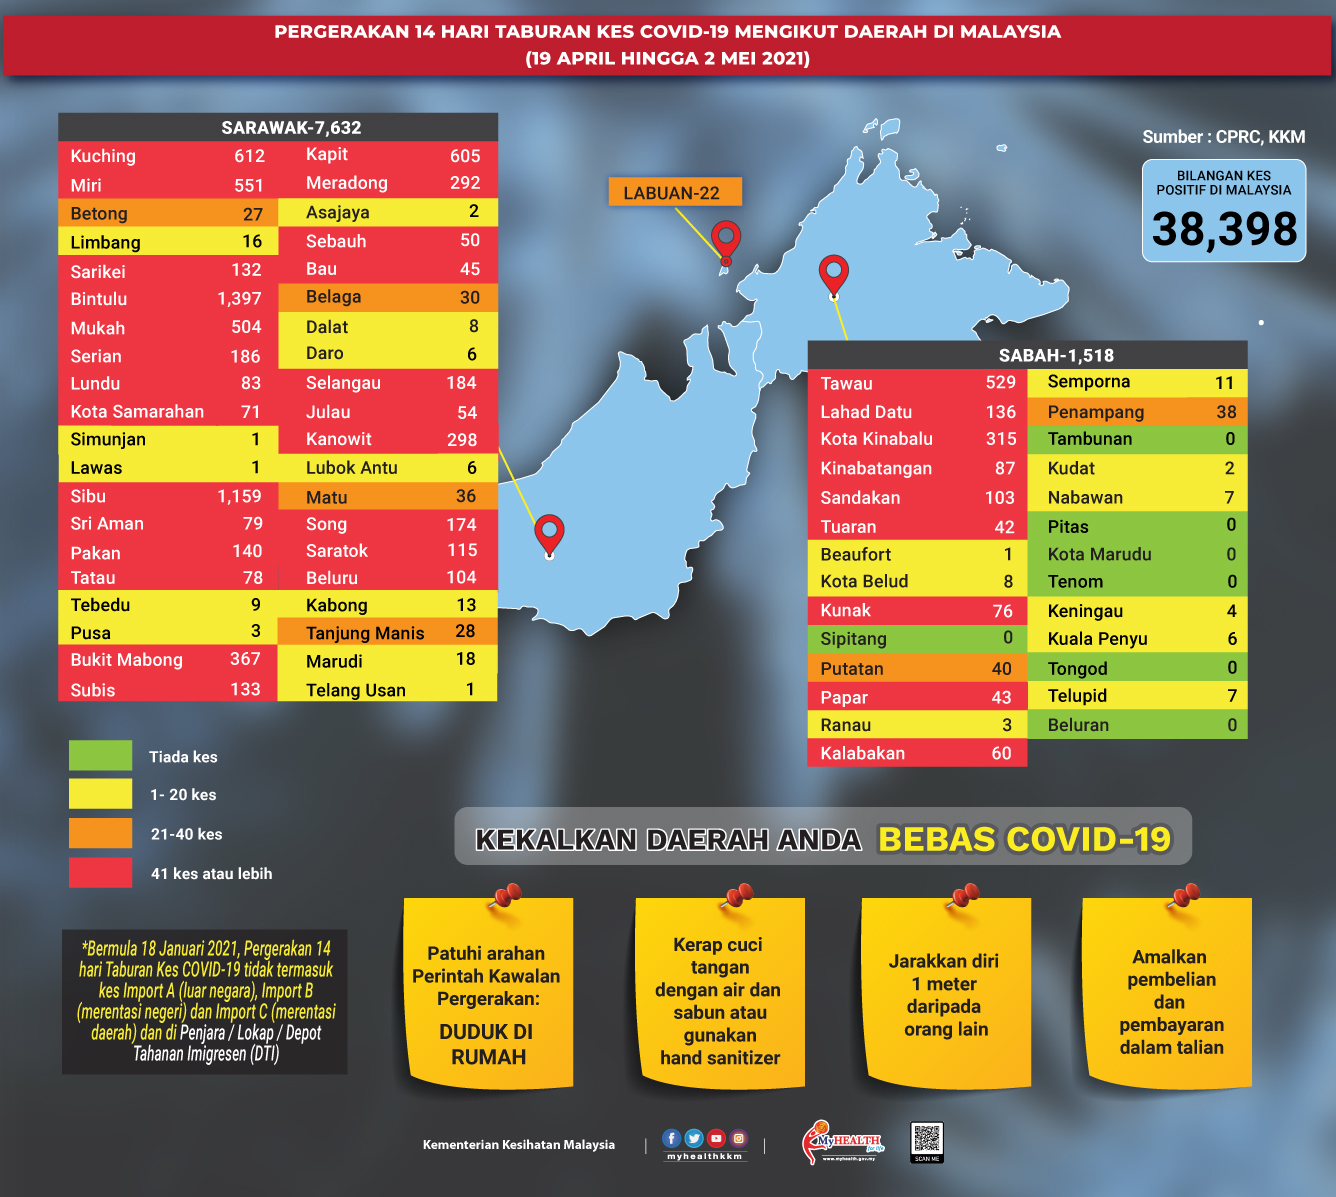 PERGERAKAN 14 HARI TABURAN KES COVID-19 MENGIKUT DAERAH DI MALAYSIA
(19 APRIL HINGGA 2 MEI 2021)
Sumber : CPRC, KKM
BILANGAN KES
POSITIF DI MALAYSIA
38,398
LABUAN-22
SARAWAK-7,632
Kuching 612
Miri 551
Betong 27
Limbang 16
Sarikei 132
Bintulu 1,397
Mukah 504
Serian 186
Lundu 83
Kota Samarahan 71
Simunjan 1
Lawas 1
Sibu 1,159
Sri Aman 79
Pakan 140
Tatau 78
Tebedu 9
Pusa 3
Bukit Mabong 367
Subis 133
Kapit 605
Meradong 292
Asajaya 2
Sebauh 50
Bau 45
Belaga 30
Dalat 8
Daro 6
Selangau 184
Julau 54
Kanowit 298
Lubok Antu 6
Matu 36
Song 174
Saratok 115
Beluru 104
Kabong 13
Tanjung Manis 28
Marudi 18
Telang Usan 1
SABAH-1,518
Tawau 529
Lahad Datu 136
Kota Kinabalu 315
Kinabatangan 87
Sandakan 103
Tuaran 42
Beaufort 1
Kota Belud 8
Kunak 76
Sipitang 0
Putatan 40
Papar 43
Ranau 3
Kalabakan 60
Semporna 11
Penampang 38
Tambunan 0
Kudat 2
Nabawan 7
Pitas 0
Kota Marudu 0
Tenom 0
Keningau 4
Kuala Penyu 6
Tongod 0
Telupid 7
Beluran 0
Tiada kes
1- 20 kes
21-40 kes
41 kes atau lebih
*Bermula 18 Januari 2021, Pergerakan 14
hari Taburan Kes COVID-19 tidak termasuk
kes Import A (luar negara), Import B
(merentasi negeri) dan Import C (merentasi
daerah) dan di Penjara / Lokap / Depot
Tahanan Imigresen (DTI)
KEKALKAN DAERAH ANDA BEBAS COVID-19
Patuhi arahan
Perintah Kawalan
Pergerakan:
DUDUK DI
RUMAH
Kerap cuci
tangan
dengan air dan
sabun atau
gunakan
hand sanitizer
Jarakkan diri
1 meter
daripada
orang lain
Amalkan
pembelian
dan
pembayaran
dalam talian
Kementerian Kesihatan Malaysia
myhealthkkm
MyHEALTH
for life
www.myhealth.gov.my
SCAN ME